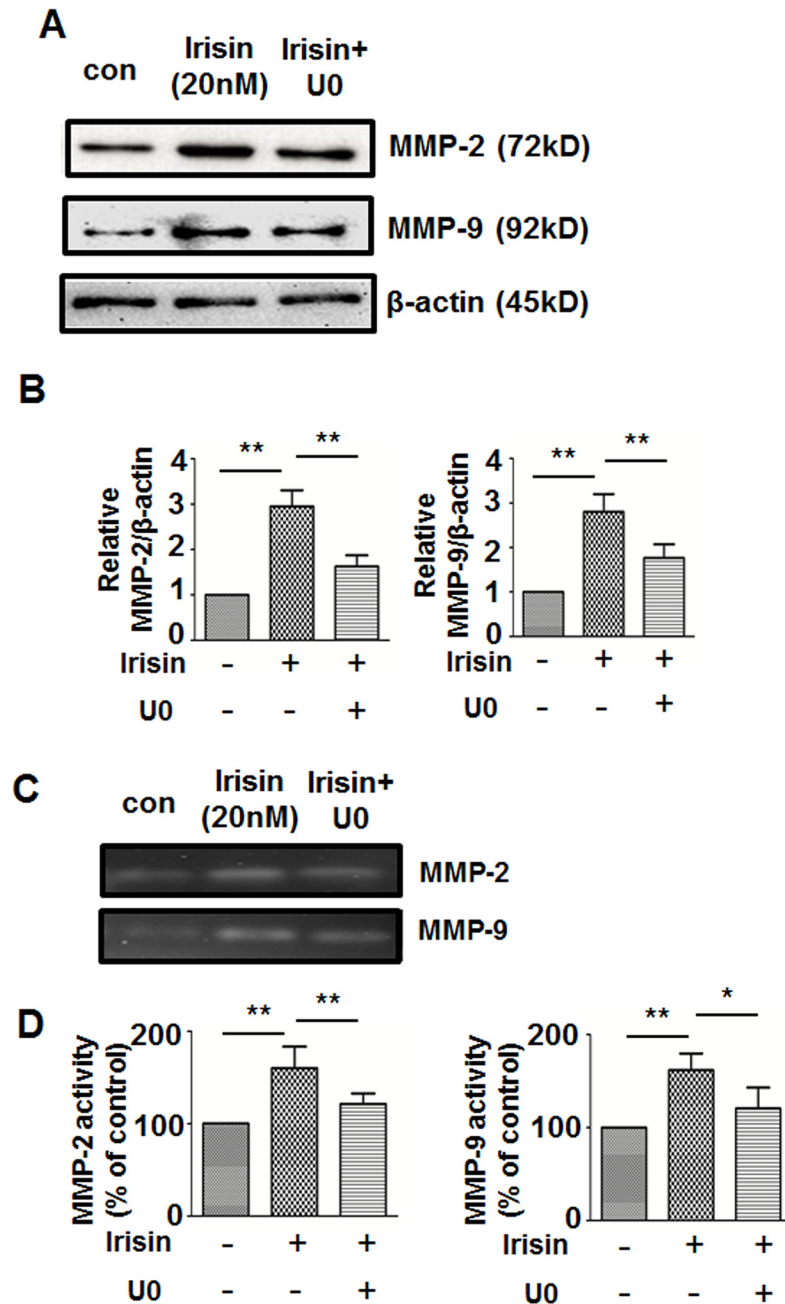 A
con Irisin (20nM) Irisin+ U0
MMP-2 (72kD)
MMP-9 (92kD)
β-actin (45kD)
B
Relative MMP-2/β-actin
4
3
2
1
0
** **
Irisin - + +
U0 - - +
Relative MMP-9/β-actin
4
3
2
1
0
** **
Irisin - + +
U0 - - +
C
con Irisin (20nM) Irisin+ U0
MMP-2
MMP-9
D
MMP-2 activity (% of control)
200
100
0
** **
Irisin - + +
U0 - - +
MMP-9 activity (% of control)
200
100
0
** *
Irisin - + +
U0 - - +